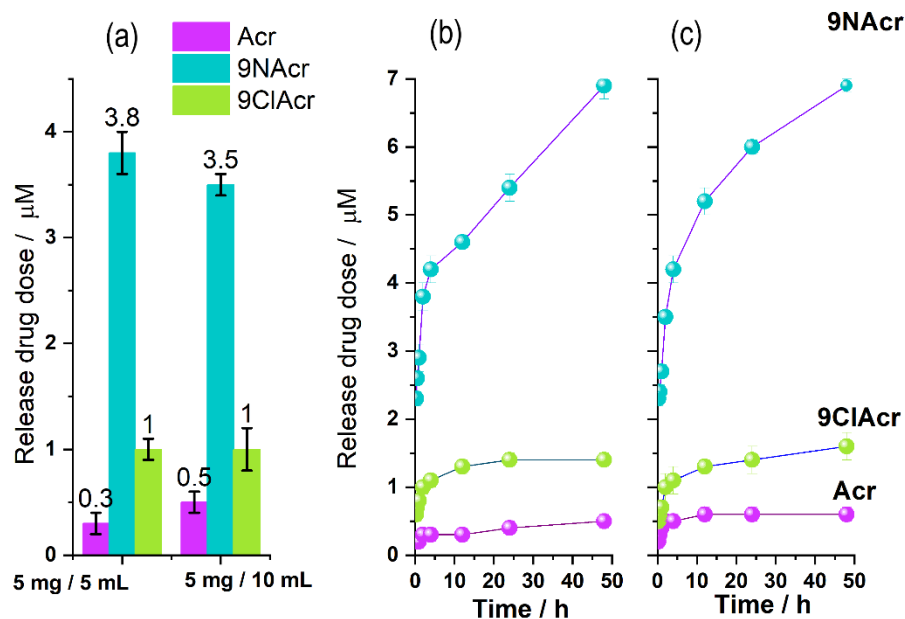 (a)
Acr
9NAcr
9ClAcr
Release drug dose / μM
4
3
2
1
0
3.8
3.5
1
1
0.3
0.5
5 mg / 5 mL
5 mg / 10 mL
(b)
Release drug dose / μM
7
6
5
4
3
2
1
0
0 10 20 30 40 50
Time / h
(c)
9NAcr
9ClAcr
Acr
0 10 20 30 40 50
Time / h